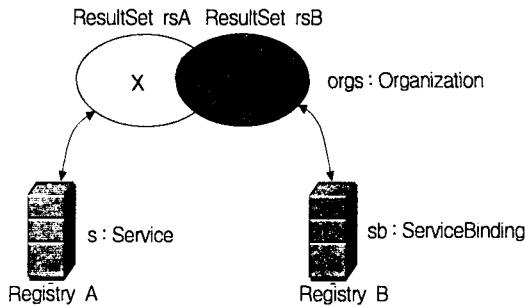 ResultSet rsA ResultSet rsB
X
orgs : Organization
s : Service
sb : ServiceBinding
Registry A
Registry B